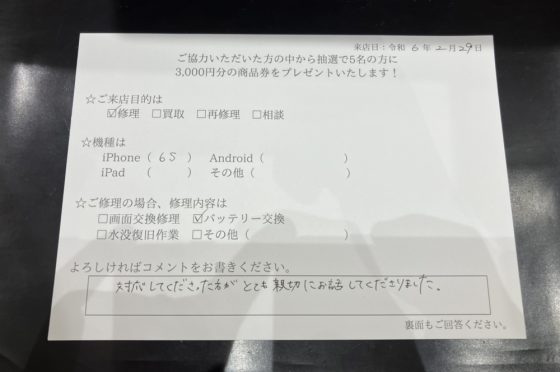 来店日：令和 6 年 2 月 29 日
ご協力いただいた方の中から抽選で5名の方に
3,000円分の商品券をプレゼントいたします！
☆ご来店目的は
☑修理 □買取 □再修理 □相談
☆機種は
iPhone（ 6S ） Android（ ）
iPad （ ） その他（ ）
☆ご修理の場合、修理内容は
□画面交換修理 ☑バッテリー交換
□水没復旧作業 □その他（ ）
よろしければコメントをお書きください。
対応してくださった方がとても親切にお話してくださりました。
裏面もご回答ください。